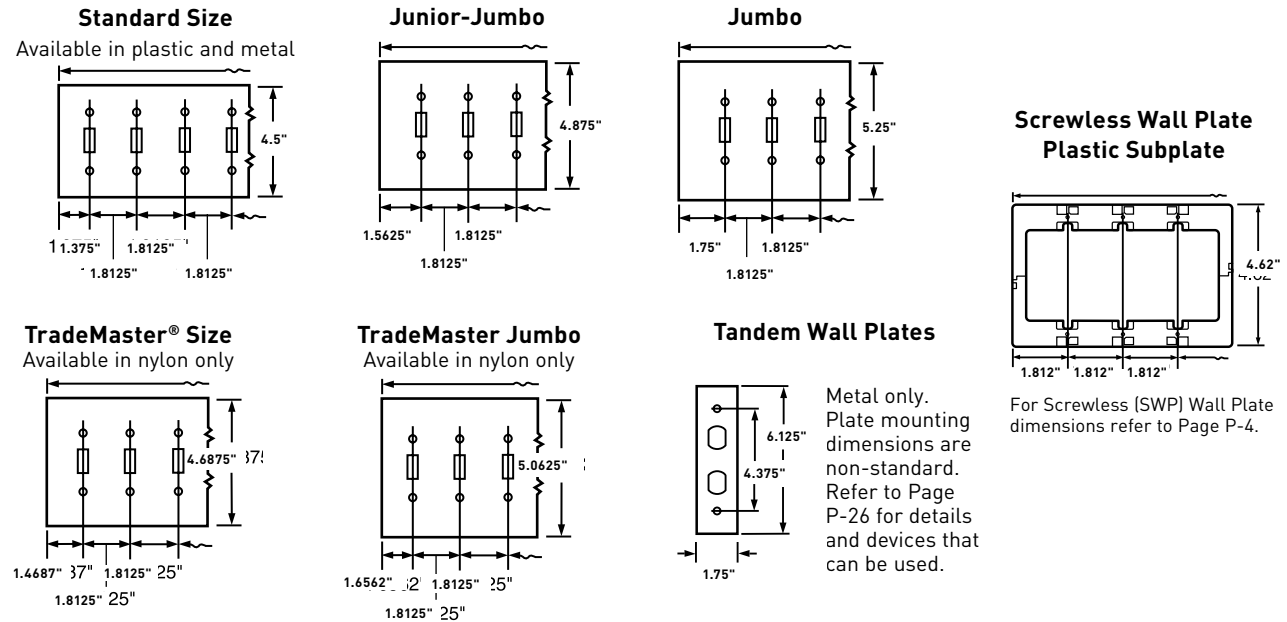 Standard Size
Available in plastic and metal
4.5"
1.375"
1.8125"
1.8125"
1.8125"
Junior-Jumbo
4.875"
1.5625"
1.8125"
1.8125"
Jumbo
5.25"
1.75"
1.8125"
1.8125"
Screwless Wall Plate
Plastic Subplate
4.62"
1.812" 1.812" 1.812"
For Screwless (SWP) Wall Plate
dimensions refer to Page P-4.
TradeMaster® Size
Available in nylon only
4.6875"
1.4687"
1.8125"
1.8125"
TradeMaster Jumbo
Available in nylon only
5.0625"
1.6562"
1.8125"
1.8125"
Tandem Wall Plates
6.125"
4.375"
1.75"
Metal only.
Plate mounting
dimensions are
non-standard.
Refer to Page
P-26 for details
and devices that
can be used.